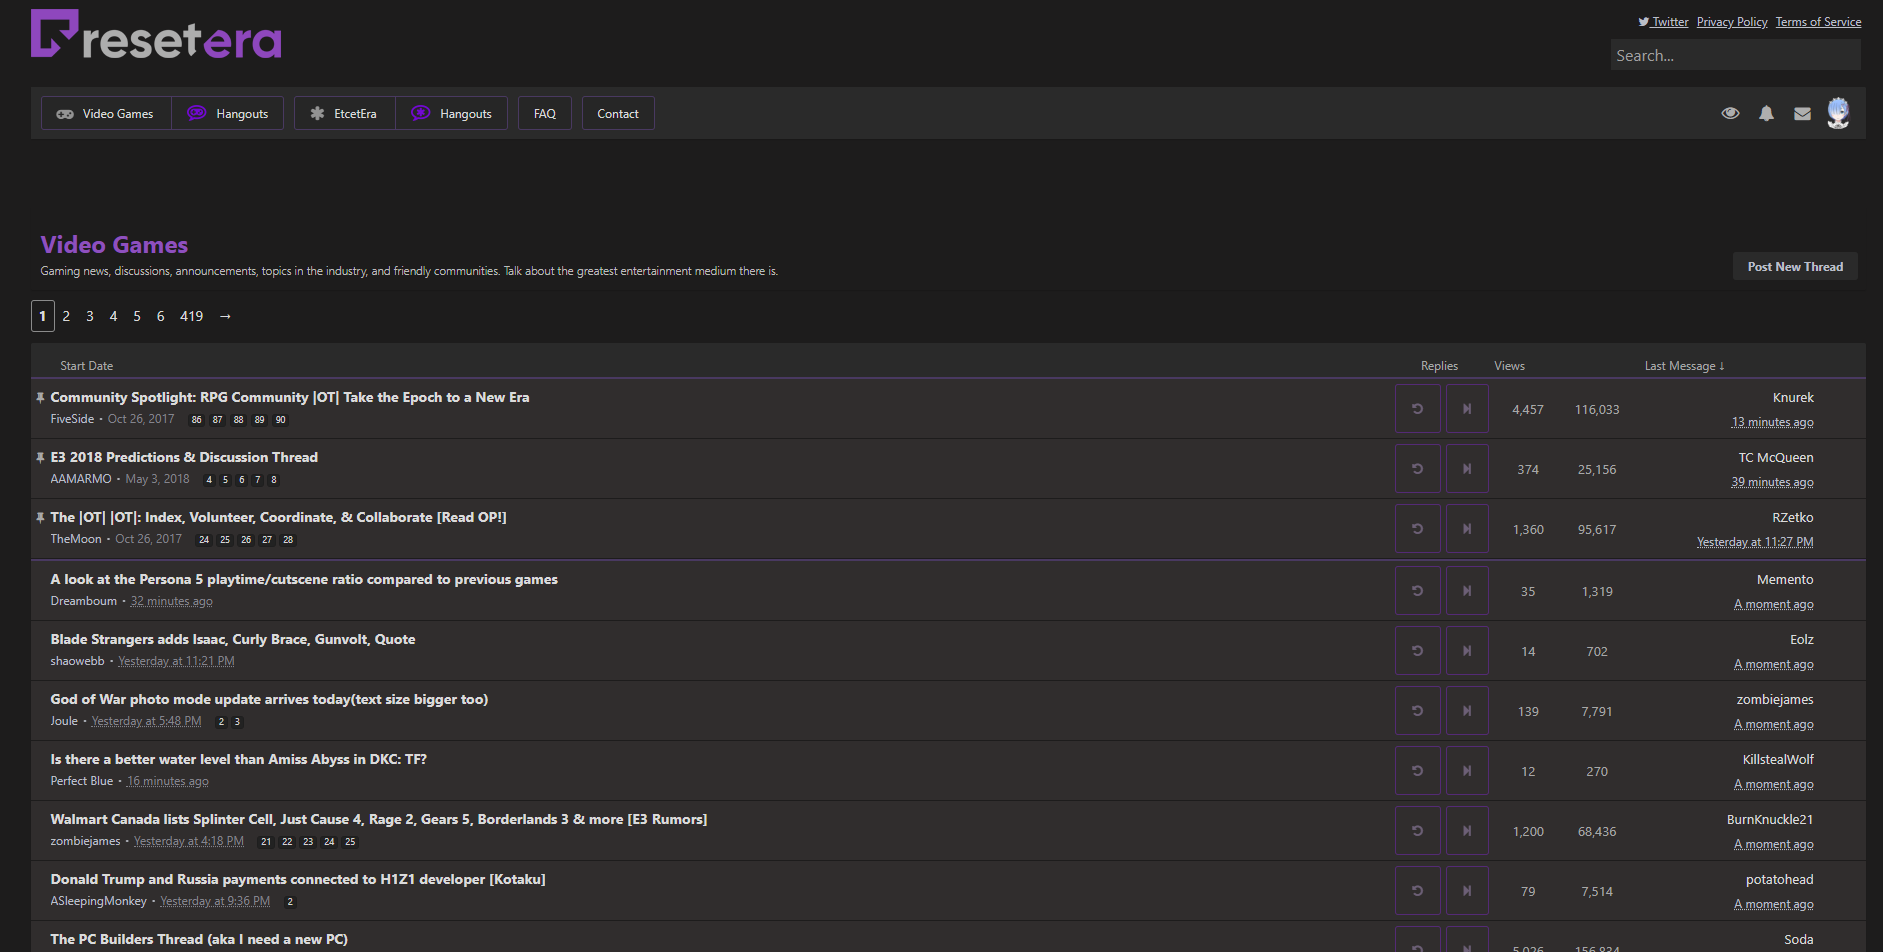 resetera
Twitter Privacy Policy Terms of Service
Search...
Video Games Hangouts EtcetEra Hangouts FAQ Contact
Video Games
Gaming news, discussions, announcements, topics in the industry, and friendly communities. Talk about the greatest entertainment medium there is.
Post New Thread
1 2 3 4 5 6 419 →
Start Date Replies Views Last Message ↓
Community Spotlight: RPG Community |OT| Take the Epoch to a New Era
FiveSide • Oct 26, 2017 86 87 88 89 90
4,457 116,033
Knurek
13 minutes ago
E3 2018 Predictions & Discussion Thread
AAMARMO • May 3, 2018 4 5 6 7 8
374 25,156
TC McQueen
39 minutes ago
The |OT| |OT|: Index, Volunteer, Coordinate, & Collaborate [Read OP!]
TheMoon • Oct 26, 2017 24 25 26 27 28
1,360 95,617
RZetko
Yesterday at 11:27 PM
A look at the Persona 5 playtime/cutscene ratio compared to previous games
Dreamboum • 32 minutes ago
35 1,319
Memento
A moment ago
Blade Strangers adds Isaac, Curly Brace, Gunvolt, Quote
shaowebb • Yesterday at 11:21 PM
14 702
Eolz
A moment ago
God of War photo mode update arrives today(text size bigger too)
Joule • Yesterday at 5:48 PM 2 3
139 7,791
zombiejames
A moment ago
Is there a better water level than Amiss Abyss in DKC: TF?
Perfect Blue • 16 minutes ago
12 270
KillstealWolf
A moment ago
Walmart Canada lists Splinter Cell, Just Cause 4, Rage 2, Gears 5, Borderlands 3 & more [E3 Rumors]
zombiejames • Yesterday at 4:18 PM 21 22 23 24 25
1,200 68,436
BurnKnuckle21
A moment ago
Donald Trump and Russia payments connected to H1Z1 developer [Kotaku]
ASleepingMonkey • Yesterday at 9:36 PM 2
79 7,514
potatohead
A moment ago
The PC Builders Thread (aka I need a new PC)
5,026 156,834
Soda